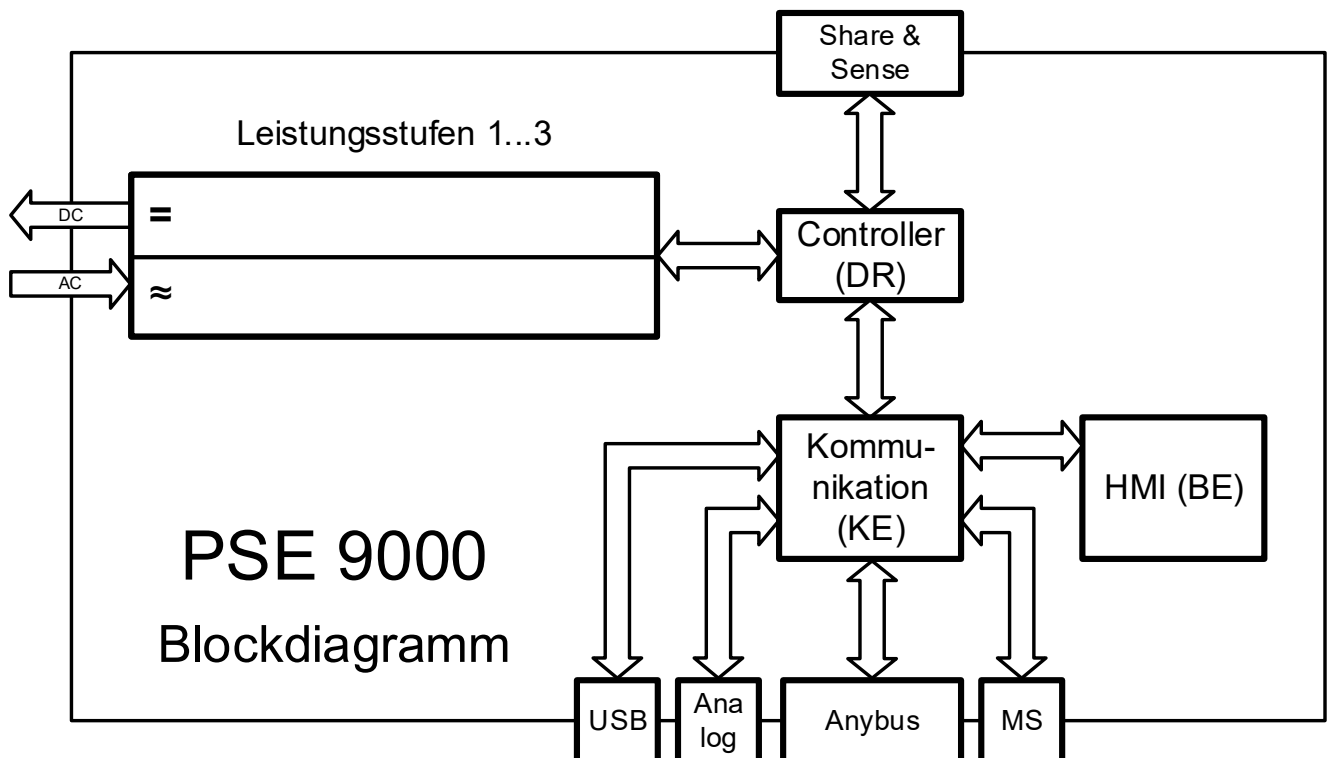 Share &
Sense
Leistungsstufen 1...3
DC
=
AC
≈
Controller
(DR)
Kommu-
nikation
(KE)
HMI (BE)
PSE 9000
Blockdiagramm
USB
Ana
log
Anybus
MS